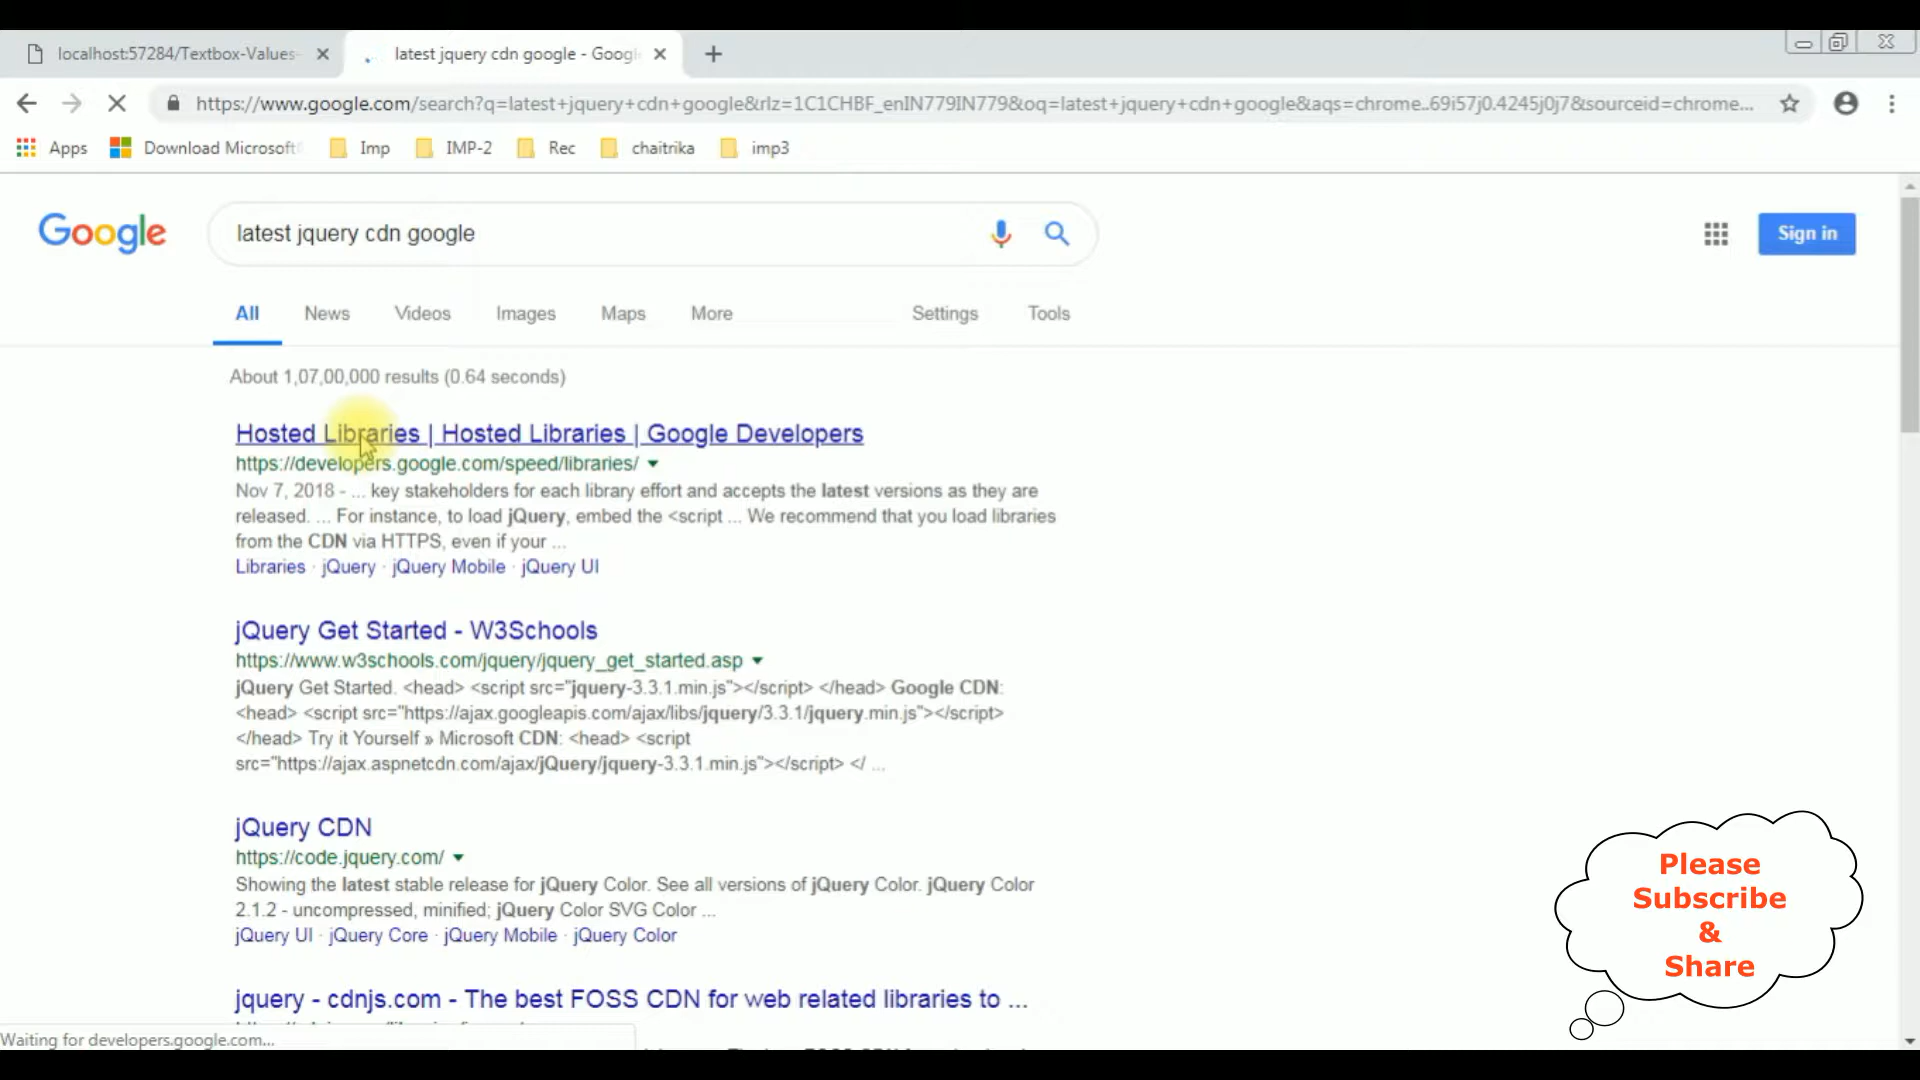 localhost:57284/Textbox-Values-
latest jquery cdn google - Googl
https://www.google.com/search?q=latest+jquery+cdn+google&rlz=1C1CHBF_enIN779IN779&oq=latest+jquery+cdn+google&aqs=chrome..69i57j0.4245j0j7&sourceid=chrome...
Apps Download Microsoft Imp IMP-2 Rec chaitrika imp3
Google
latest jquery cdn google
Sign in
All News Videos Images Maps More Settings Tools
About 1,07,00,000 results (0.64 seconds)
Hosted Libraries | Hosted Libraries | Google Developers
https://developers.google.com/speed/libraries/
Nov 7, 2018 - ... key stakeholders for each library effort and accepts the latest versions as they are
released. ... For instance, to load jQuery, embed the <script ... We recommend that you load libraries
from the CDN via HTTPS, even if your ...
Libraries · jQuery · jQuery Mobile · jQuery UI
jQuery Get Started - W3Schools
https://www.w3schools.com/jquery/jquery_get_started.asp
jQuery Get Started. <head> <script src="jquery-3.3.1.min.js"></script> </head> Google CDN:
<head> <script src="https://ajax.googleapis.com/ajax/libs/jquery/3.3.1/jquery.min.js"></script>
</head> Try it Yourself » Microsoft CDN: <head> <script
src="https://ajax.aspnetcdn.com/ajax/jQuery/jquery-3.3.1.min.js"></script> </ ...
jQuery CDN
https://code.jquery.com/
Showing the latest stable release for jQuery Color. See all versions of jQuery Color. jQuery Color
2.1.2 - uncompressed, minified; jQuery Color SVG Color ...
jQuery UI · jQuery Core · jQuery Mobile · jQuery Color
jquery - cdnjs.com - The best FOSS CDN for web related libraries to ...
Waiting for developers.google.com...
Please
Subscribe
&
Share